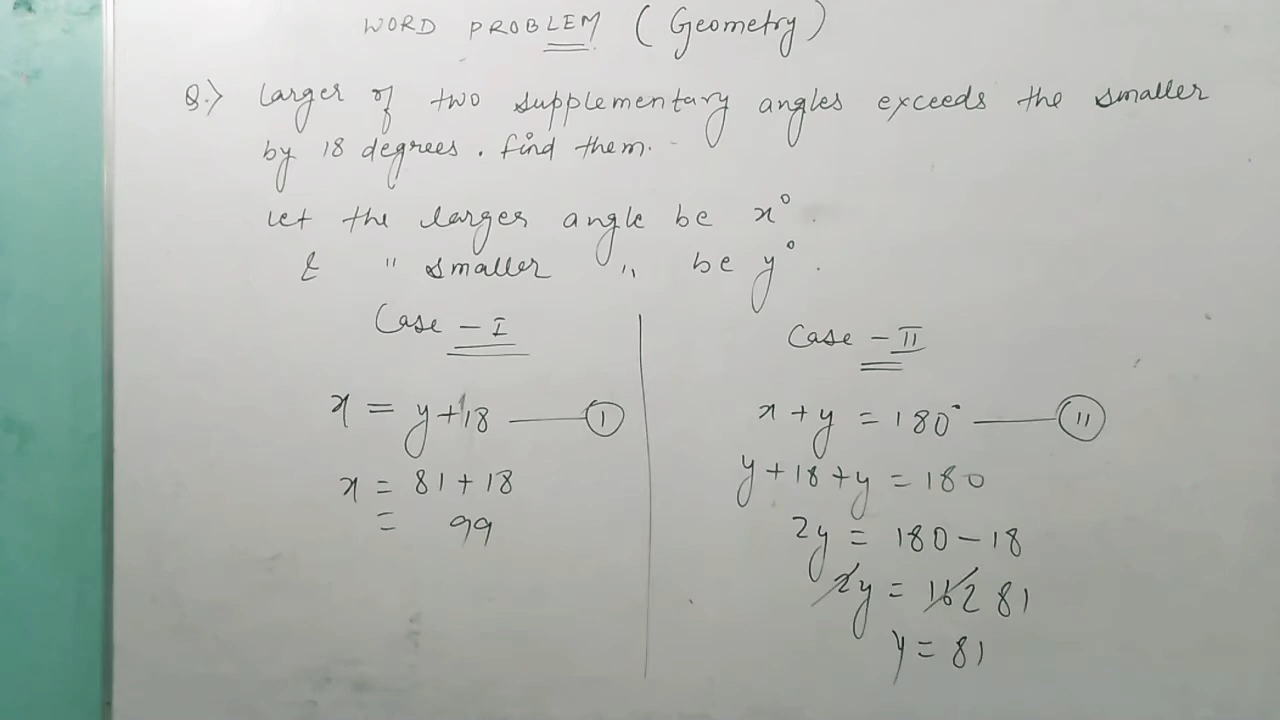 WORD PROBLEM (Geometry)
Q.> Larger of two supplementary angles exceeds the smaller
by 18 degrees. find them.
Let the larger angle be x°.
& " smaller " be y°.
Case - I
x = y+18 —— I
x = 81 + 18
= 99
Case - II
x + y = 180° —— II
y + 18 + y = 180
2y = 180 - 18
2y = 162 81
y = 81